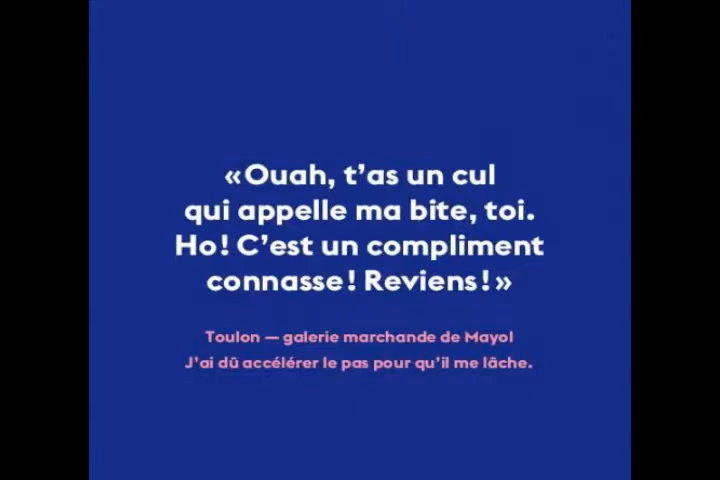 «Ouah, t’as un cul
qui appelle ma bite, toi.
Ho! C’est un compliment
connasse! Reviens!»
Toulon — galerie marchande de Mayol
J’ai dû accélérer le pas pour qu’il me lâche.